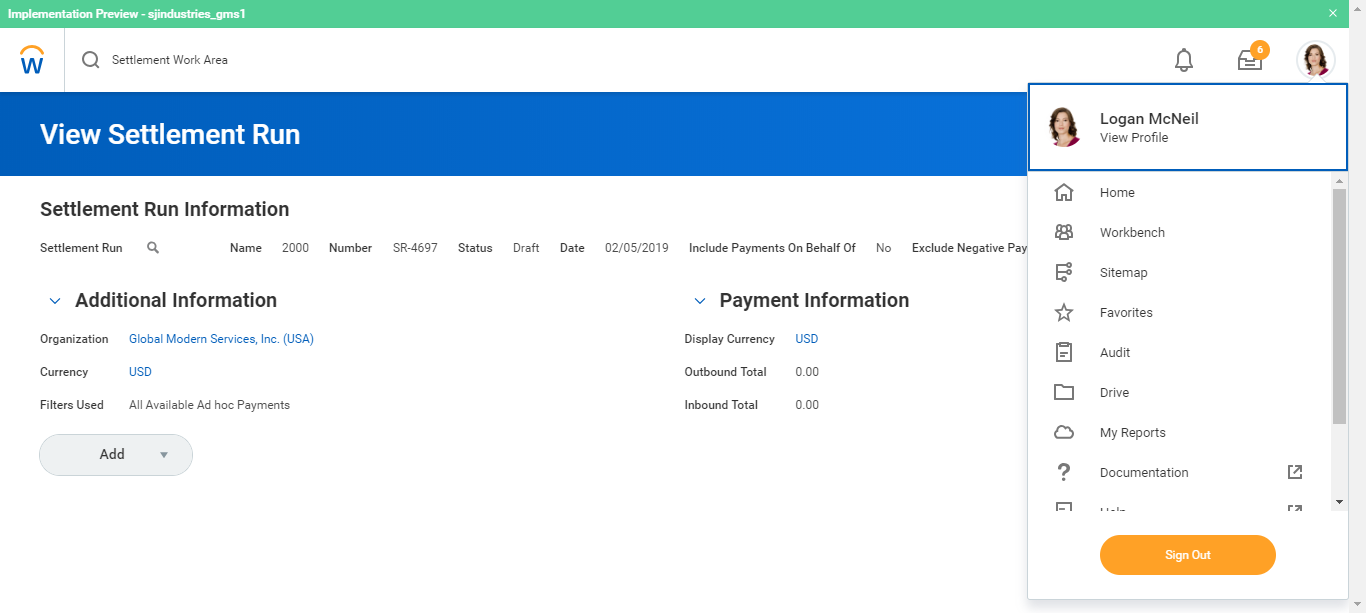 Implementation Preview - sjindustries_gms1
Settlement Work Area
6
View Settlement Run
Logan McNeil
View Profile
Settlement Run Information
Settlement Run Name 2000 Number SR-4697 Status Draft Date 02/05/2019 Include Payments On Behalf Of No Exclude Negative Pay
Additional Information
Organization Global Modern Services, Inc. (USA)
Currency USD
Filters Used All Available Ad hoc Payments
Add
Payment Information
Display Currency USD
Outbound Total 0.00
Inbound Total 0.00
Home
Workbench
Sitemap
Favorites
Audit
Drive
My Reports
Documentation
Sign Out